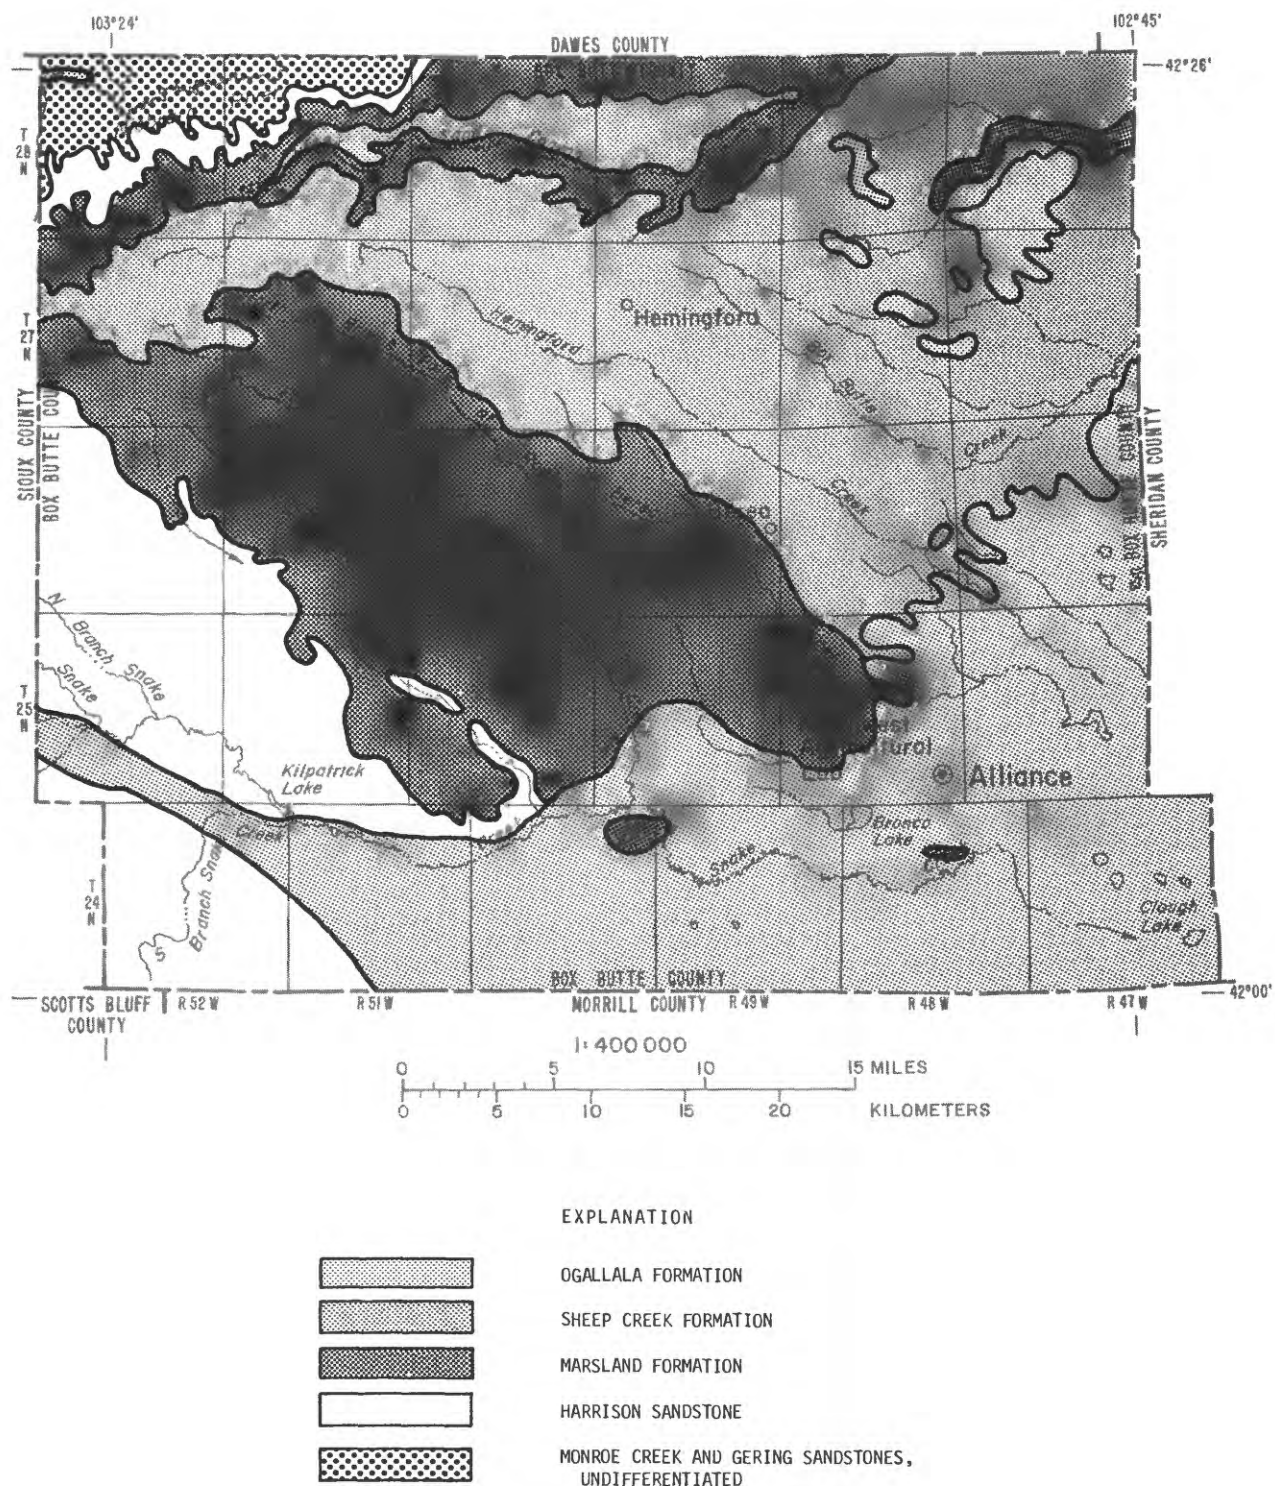 103°24'
102°45'
DAWES COUNTY
42°26'
T
28
N
T
27
N
Hemingford
Hemingford
Box Butte
Creek
Creek
SIOUX COUNTY
BOX BUTTE COUNTY
BOX BUTTE COUNTY
SHERIDAN COUNTY
N
Branch Snake
Snake
T
25
N
Kilpatrick
Lake
Creek
Creek
Alliance
Bronco
Lake
Snake
Creek
Branch Snake
S
T
24
N
Clough
Lake
BOX BUTTE COUNTY
SCOTTS BLUFF
COUNTY
R 52 W
R 51 W
MORRILL COUNTY
R 49 W
R 48 W
R 47 W
42°00'
1:400 000
0 5 10 15 MILES
0 5 10 15 20 KILOMETERS
EXPLANATION
OGALLALA FORMATION
SHEEP CREEK FORMATION
MARSLAND FORMATION
HARRISON SANDSTONE
MONROE CREEK AND GERING SANDSTONES,
UNDIFFERENTIATED